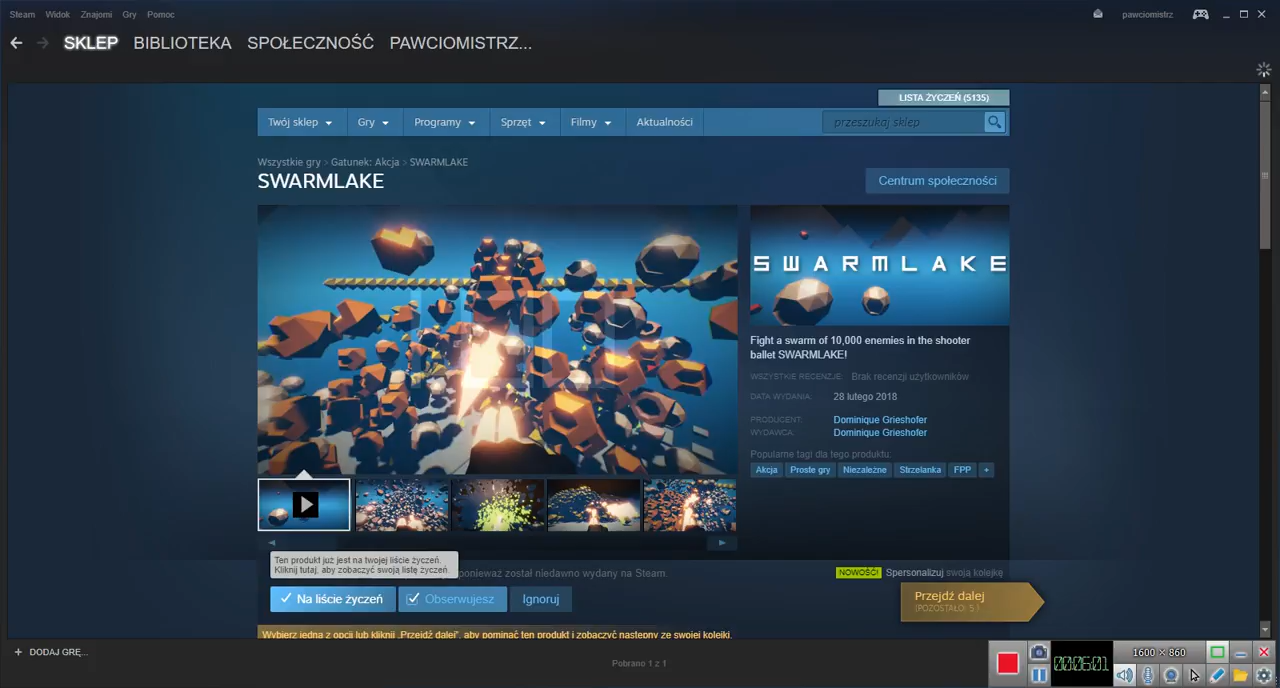 Steam Widok Znajomi Gry Pomoc pawciomistrz
SKLEP BIBLIOTEKA SPOŁECZNOŚĆ PAWCIOMISTRZ...
LISTA ŻYCZEŃ (5135)
Twój sklep Gry Programy Sprzęt Filmy Aktualności przeszukaj sklep
Wszystkie gry > Gatunek: Akcja > SWARMLAKE
SWARMLAKE
Centrum społeczności
SWARMLAKE
Fight a swarm of 10,000 enemies in the shooter
ballet SWARMLAKE!
WSZYSTKIE RECENZJE: Brak recenzji użytkowników
DATA WYDANIA: 28 lutego 2018
PRODUCENT: Dominique Grieshofer
WYDAWCA: Dominique Grieshofer
Popularne tagi dla tego produktu:
Akcja Proste gry Niezależne Strzelanka FPP +
Ten produkt już jest na twojej liście życzeń.
Kliknij tutaj, aby zobaczyć swoją listę życzeń.
ponieważ został niedawno wydany na Steam.
NOWOŚĆ! Spersonalizuj swoją kolejkę
Na liście życzeń Obserwujesz Ignoruj
Przejdź dalej
(POZOSTAŁO: 5 )
Wybierz jedną z opcji lub kliknij „Przejdź dalej", aby pominąć ten produkt i zobaczyć następny ze swojej kolejki.
+ DODAJ GRĘ...
Pobrano 1 z 1
000601
1600 × 860